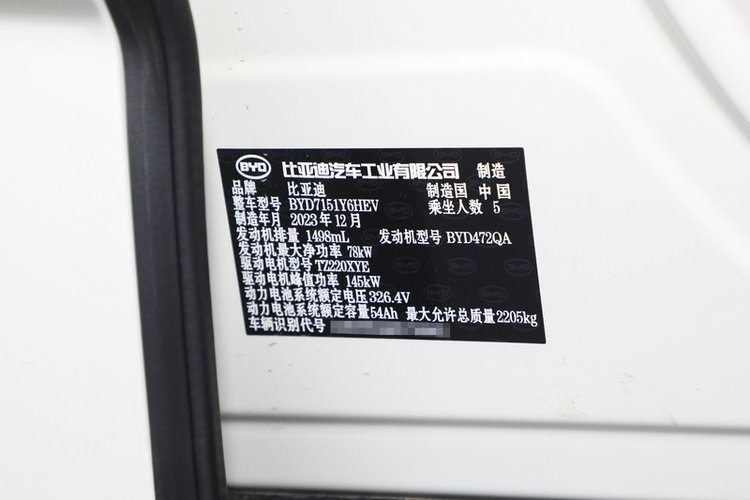 BYD 比亚迪汽车工业有限公司 制造
品牌 比亚迪 制造国 中国
整车型号 BYD7151Y6HEV 乘坐人数 5
制造年月 2023年12月
发动机排量 1498mL 发动机型号 BYD472QA
发动机最大净功率 78kW
驱动电机型号 TZ220XYE
驱动电机峰值功率 145kW
动力电池系统额定电压 326.4V
动力电池系统额定容量 54Ah 最大允许总质量 2205kg
车辆识别代号